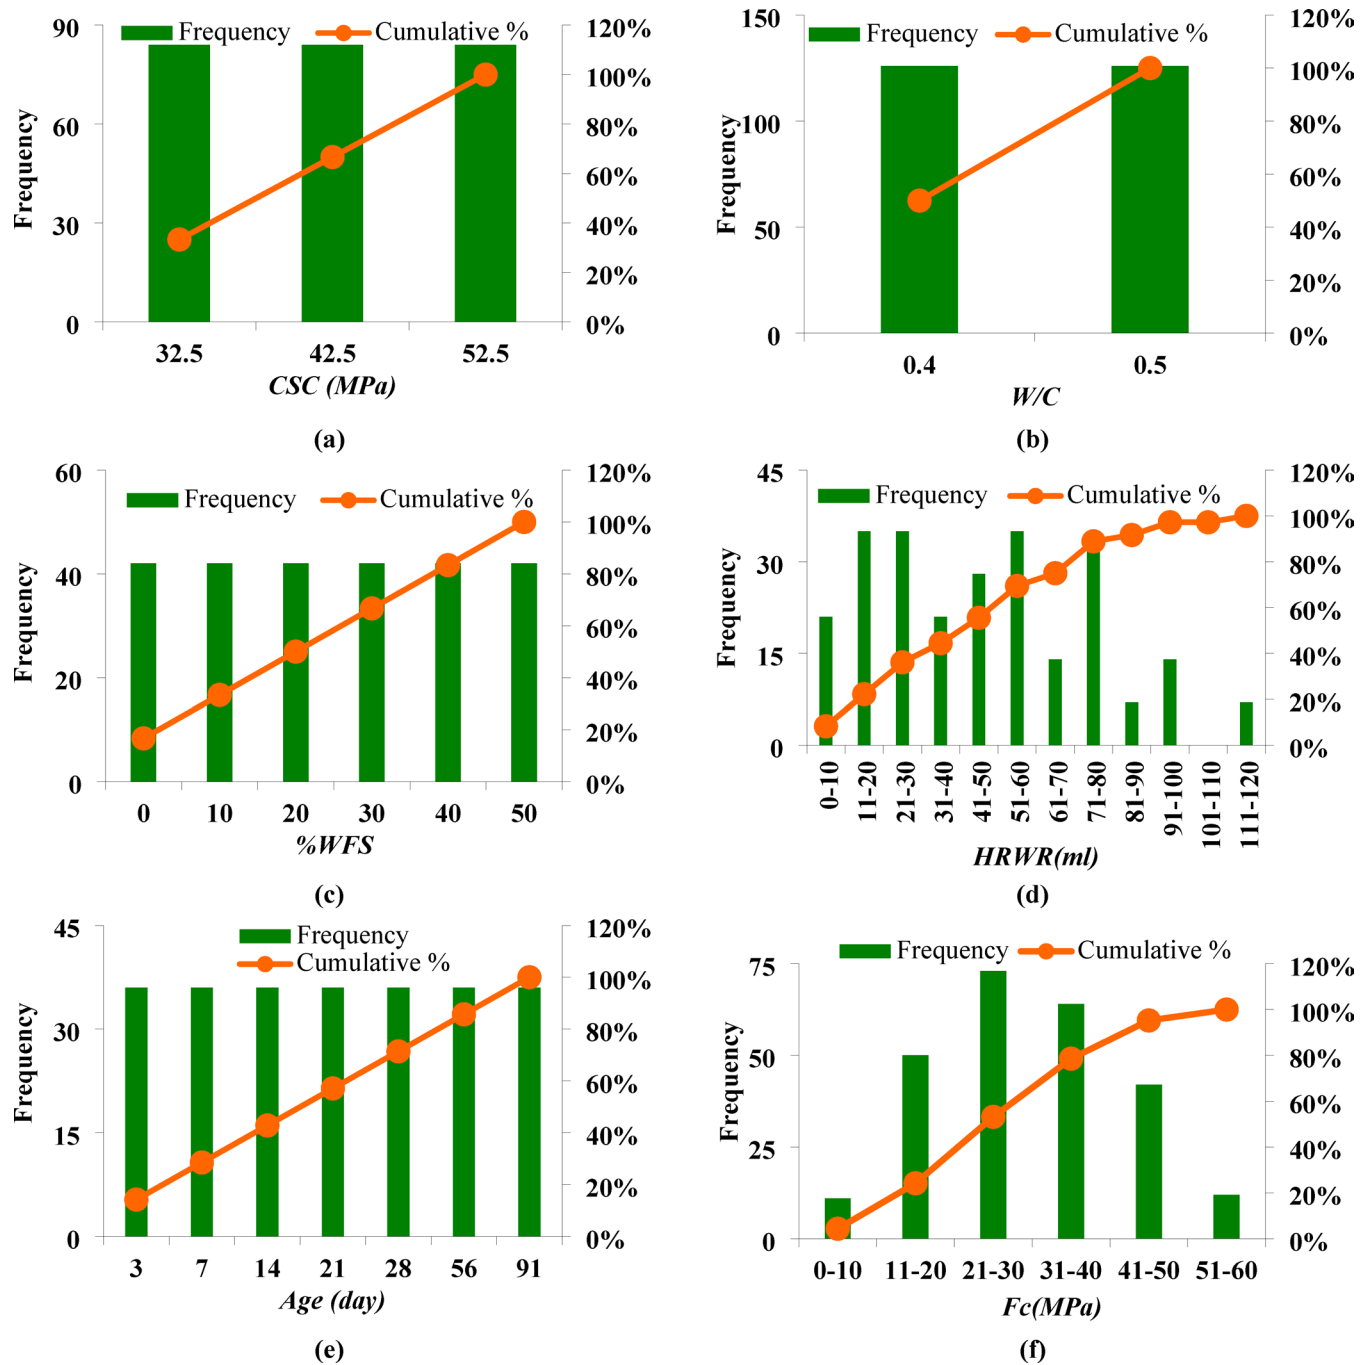 Frequency Cumulative %
90
60
30
0
120%
100%
80%
60%
40%
20%
0%
Frequency
32.5 42.5 52.5
CSC (MPa)
(a)
Frequency Cumulative %
150
100
50
0
120%
100%
80%
60%
40%
20%
0%
Frequency
0.4 0.5
W/C
(b)
Frequency Cumulative %
60
40
20
0
120%
100%
80%
60%
40%
20%
0%
Frequency
0 10 20 30 40 50
%WFS
(c)
Frequency Cumulative %
45
30
15
0
120%
100%
80%
60%
40%
20%
0%
Frequency
0-10 11-20 21-30 31-40 41-50 51-60 61-70 71-80 81-90 91-100 101-110 111-120
HRWR(ml)
(d)
Frequency
Cumulative %
45
30
15
0
120%
100%
80%
60%
40%
20%
0%
Frequency
3 7 14 21 28 56 91
Age (day)
(e)
Frequency Cumulative %
75
50
25
0
120%
100%
80%
60%
40%
20%
0%
Frequency
0-10 11-20 21-30 31-40 41-50 51-60
Fc(MPa)
(f)